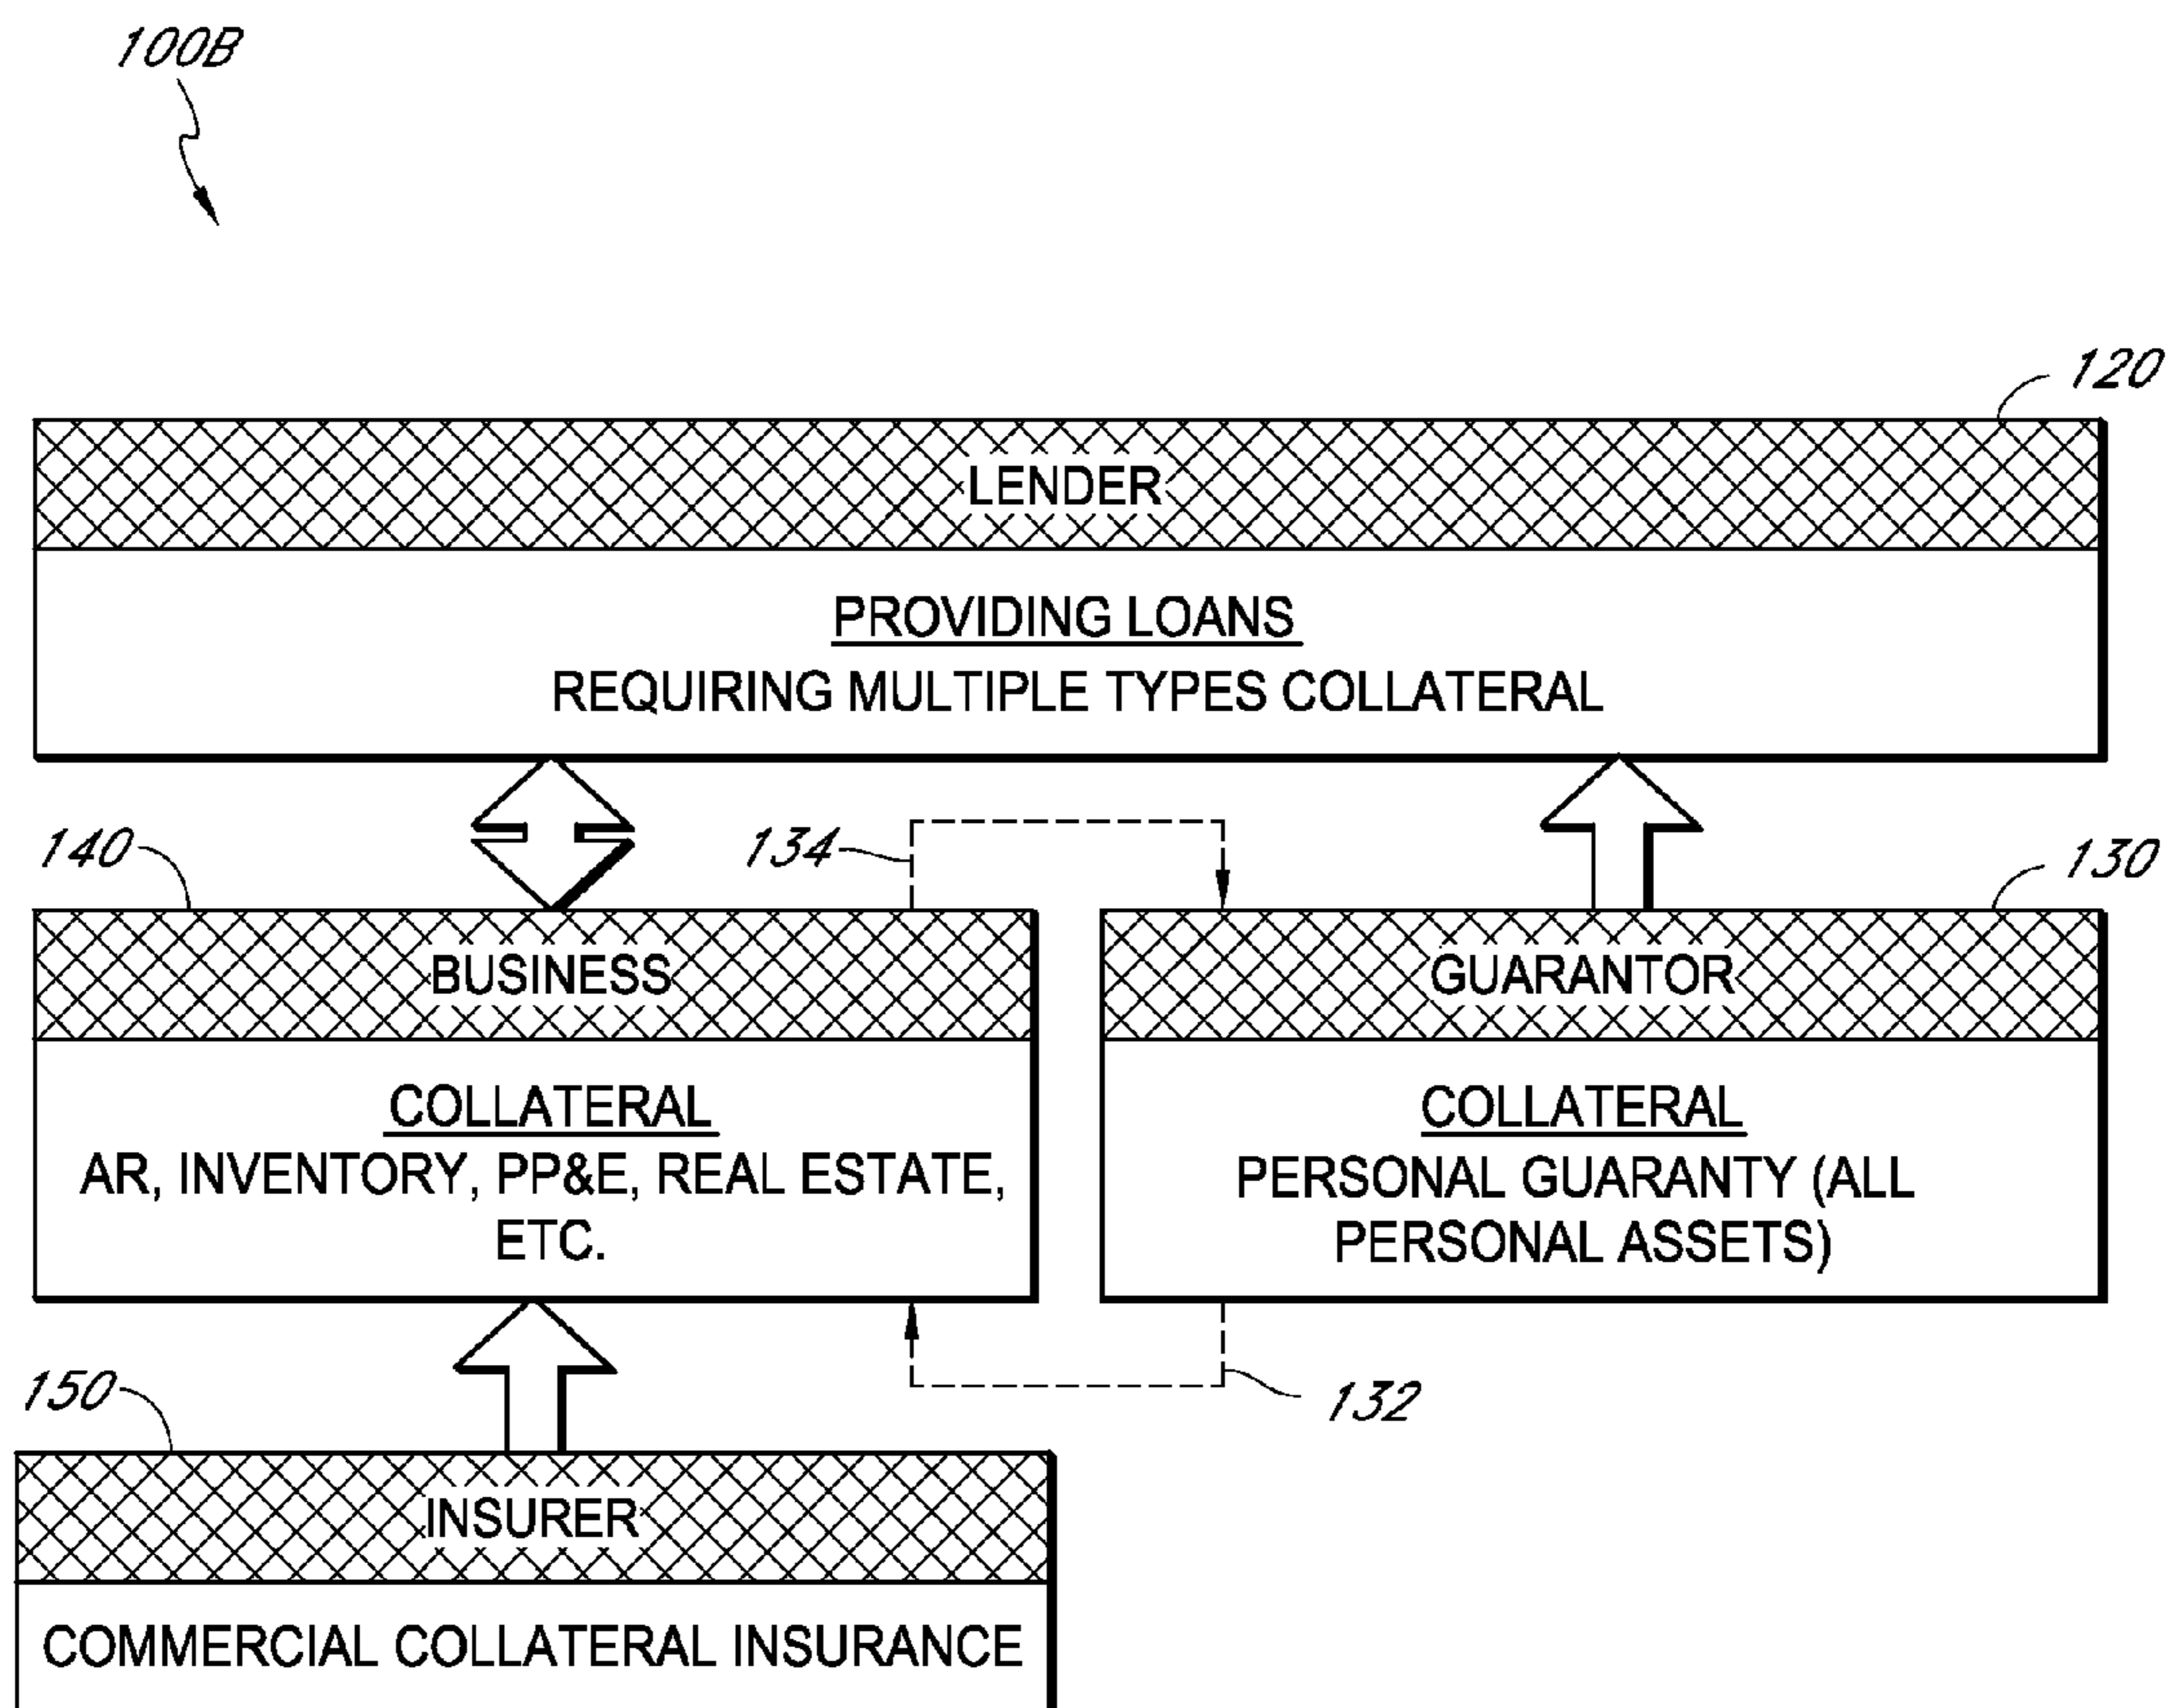 100B
120
LENDER
PROVIDING LOANS
REQUIRING MULTIPLE TYPES COLLATERAL
140
134
130
BUSINESS
COLLATERAL
AR, INVENTORY, PP&E, REAL ESTATE,
ETC.
GUARANTOR
COLLATERAL
PERSONAL GUARANTY (ALL
PERSONAL ASSETS)
150
132
INSURER
COMMERCIAL COLLATERAL INSURANCE